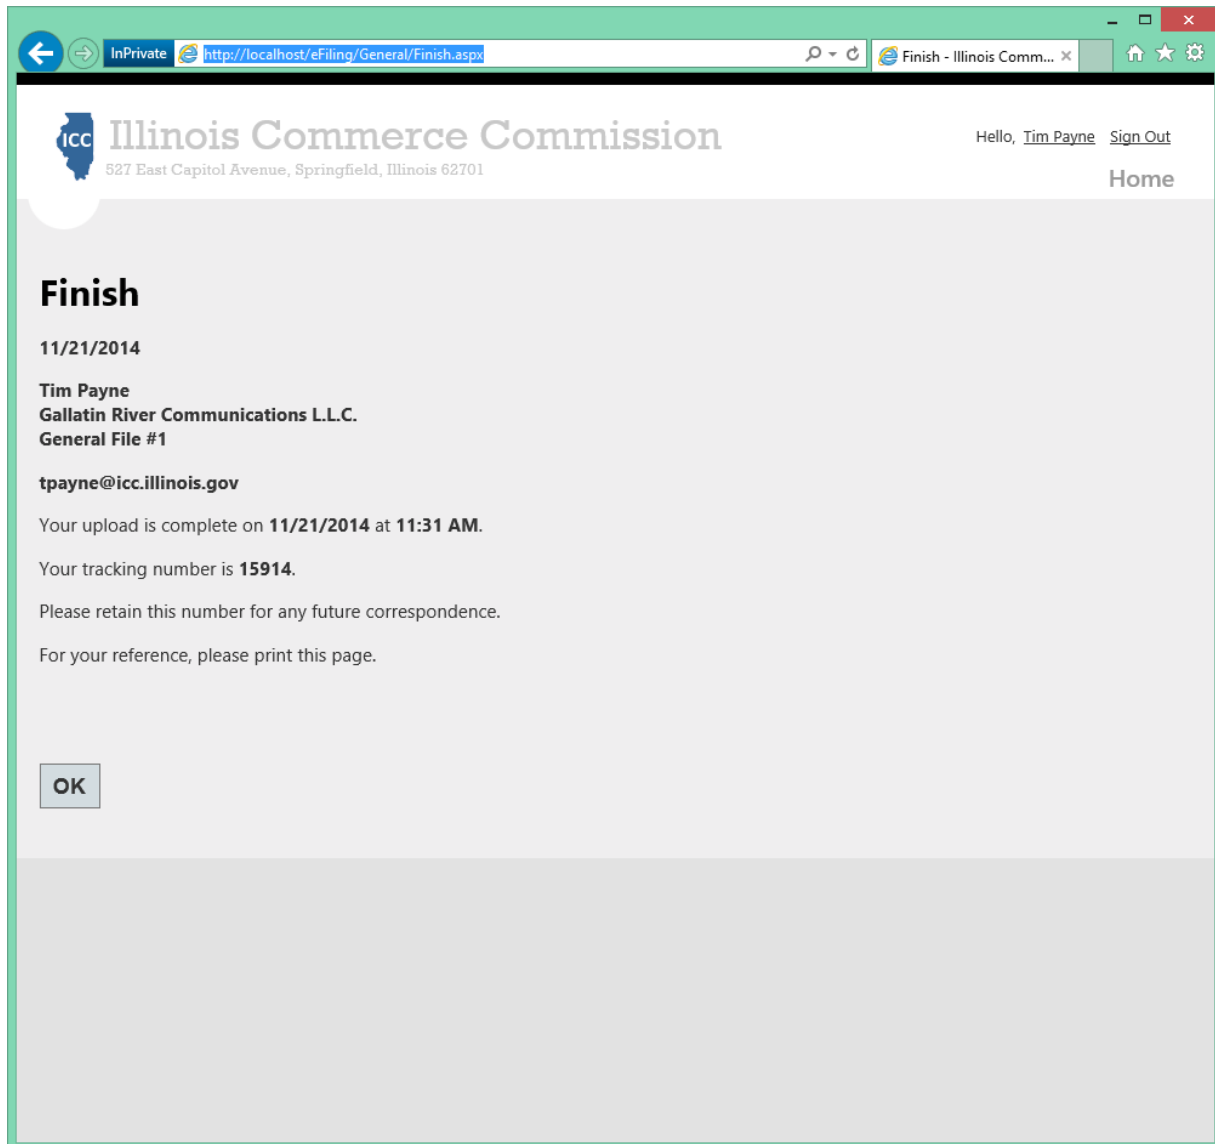 InPrivate http://localhost/eFiling/General/Finish.aspx Finish - Illinois Comm...
ICC Illinois Commerce Commission
527 East Capitol Avenue, Springfield, Illinois 62701
Hello, Tim Payne Sign Out
Home
Finish
11/21/2014
Tim Payne
Gallatin River Communications L.L.C.
General File #1
tpayne@icc.illinois.gov
Your upload is complete on 11/21/2014 at 11:31 AM.
Your tracking number is 15914.
Please retain this number for any future correspondence.
For your reference, please print this page.
OK